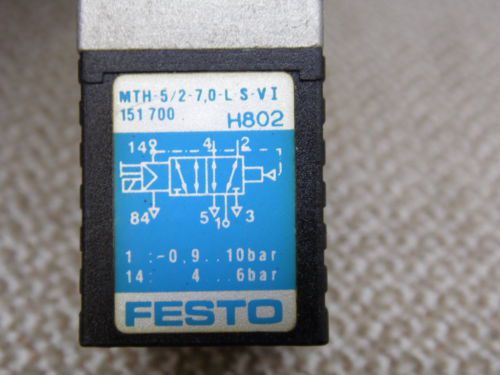 MTH-5/2-7,0-L-S-VI
151 700 H802
14 4 2
84 5 1 3
1 :-0,9..10bar
14: 4 ..6bar
FESTO